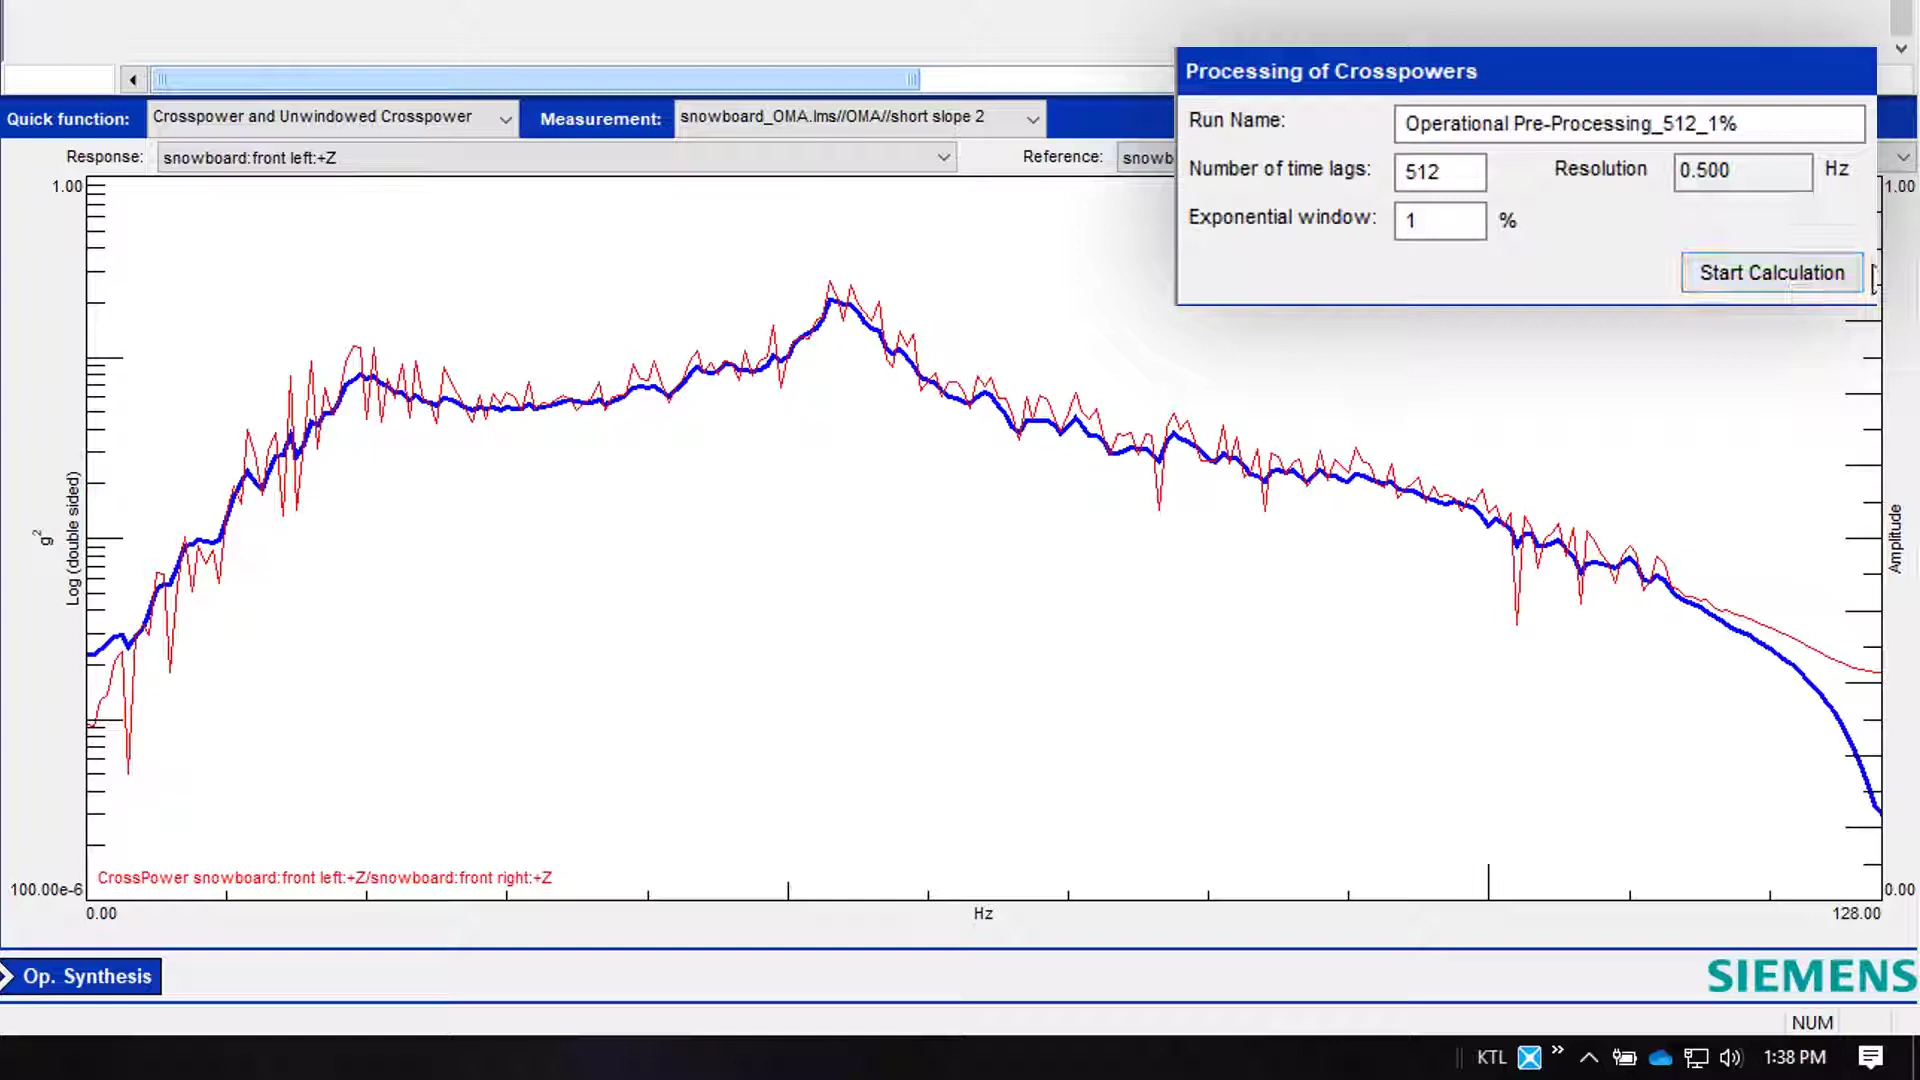 Processing of Crosspowers
Run Name: Operational Pre-Processing_512_1%
Number of time lags: 512 Resolution 0.500 Hz
Exponential window: 1 %
Start Calculation
Quick function: Crosspower and Unwindowed Crosspower Measurement: snowboard_OMA.lms//OMA//short slope 2
Response: snowboard:front left:+Z Reference: snowb
1.00 1.00
g2
Log (double sided)
Amplitude
CrossPower snowboard:front left:+Z/snowboard:front right:+Z
100.00e-6 0.00
0.00 Hz 128.00
Op. Synthesis
SIEMENS
NUM
KTL 1:38 PM